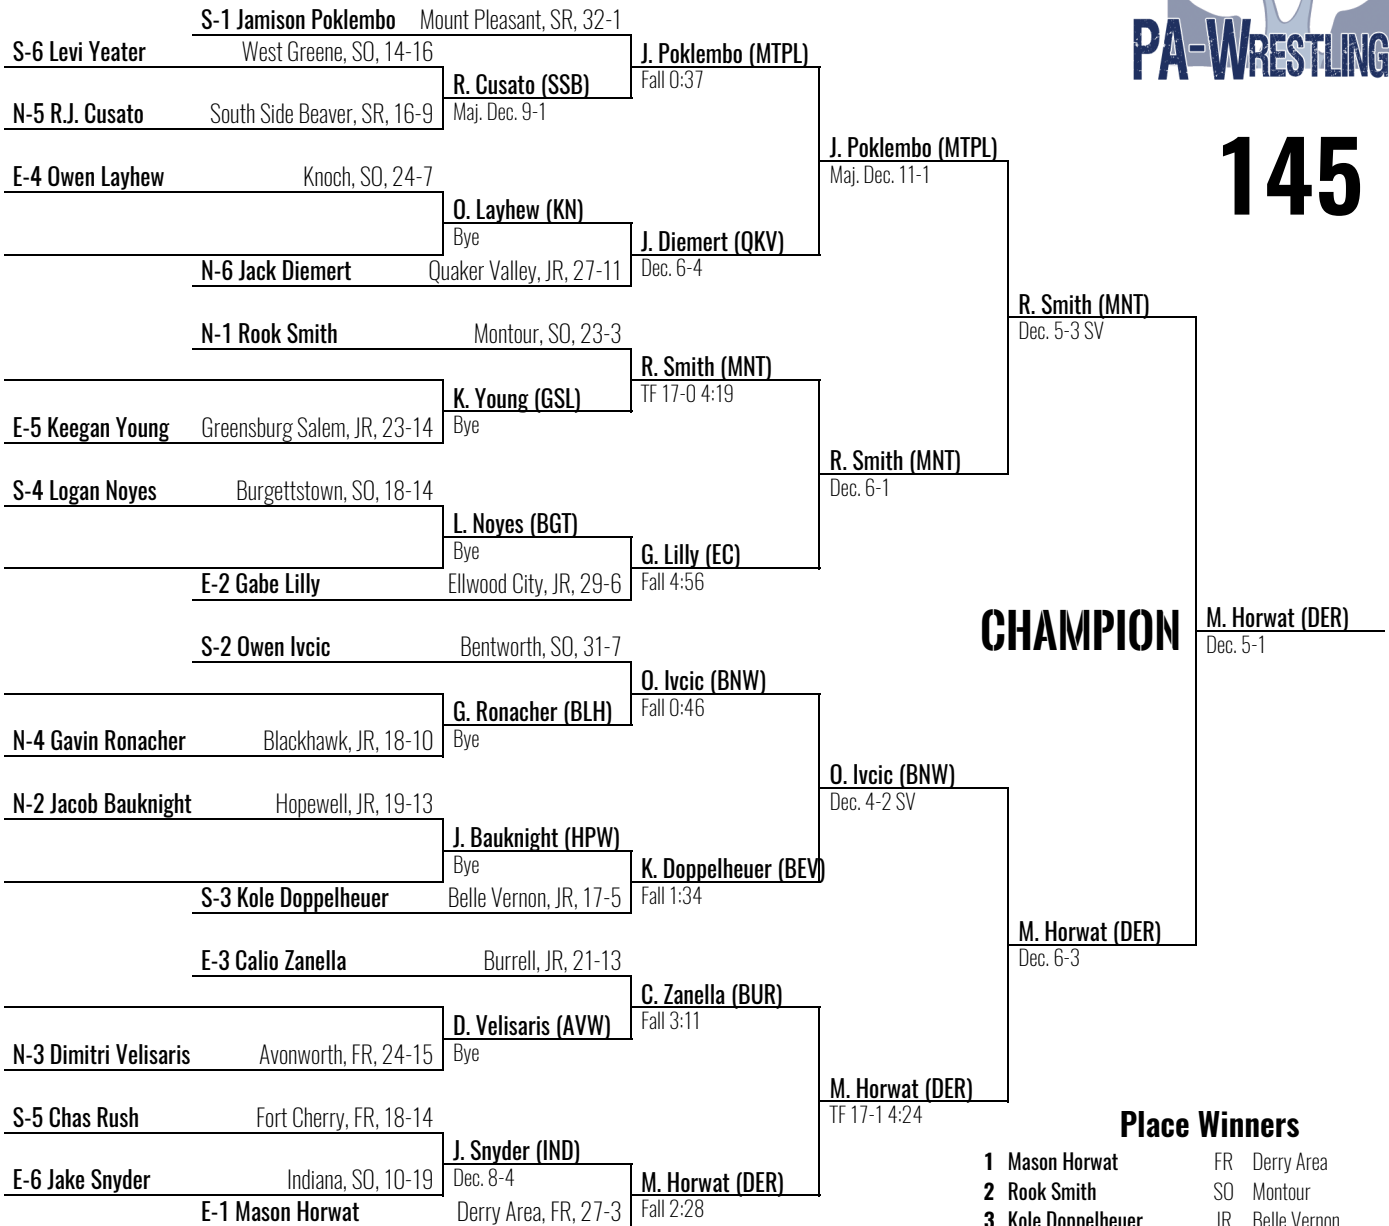 S-1 Jamison Poklembo Mount Pleasant, SR, 32-1
S-6 Levi Yeater West Greene, SO, 14-16
J. Poklembo (MTPL)
Fall 0:37
R. Cusato (SSB)
Maj. Dec. 9-1
N-5 R.J. Cusato South Side Beaver, SR, 16-9
PA-WRESTLING
145
J. Poklembo (MTPL)
Maj. Dec. 11-1
E-4 Owen Layhew Knoch, SO, 24-7
O. Layhew (KN)
Bye
J. Diemert (QKV)
Dec. 6-4
N-6 Jack Diemert Quaker Valley, JR, 27-11
R. Smith (MNT)
Dec. 5-3 SV
N-1 Rook Smith Montour, SO, 23-3
R. Smith (MNT)
TF 17-0 4:19
K. Young (GSL)
Bye
E-5 Keegan Young Greensburg Salem, JR, 23-14
R. Smith (MNT)
Dec. 6-1
S-4 Logan Noyes Burgettstown, SO, 18-14
L. Noyes (BGT)
Bye
G. Lilly (EC)
Fall 4:56
E-2 Gabe Lilly Ellwood City, JR, 29-6
CHAMPION
M. Horwat (DER)
Dec. 5-1
S-2 Owen Ivcic Bentworth, SO, 31-7
O. Ivcic (BNW)
Fall 0:46
G. Ronacher (BLH)
Bye
N-4 Gavin Ronacher Blackhawk, JR, 18-10
O. Ivcic (BNW)
Dec. 4-2 SV
N-2 Jacob Bauknight Hopewell, JR, 19-13
J. Bauknight (HPW)
Bye
K. Doppelheuer (BEV)
Fall 1:34
S-3 Kole Doppelheuer Belle Vernon, JR, 17-5
M. Horwat (DER)
Dec. 6-3
E-3 Calio Zanella Burrell, JR, 21-13
C. Zanella (BUR)
Fall 3:11
D. Velisaris (AVW)
Bye
N-3 Dimitri Velisaris Avonworth, FR, 24-15
M. Horwat (DER)
TF 17-1 4:24
S-5 Chas Rush Fort Cherry, FR, 18-14
J. Snyder (IND)
Dec. 8-4
E-6 Jake Snyder Indiana, SO, 10-19
M. Horwat (DER)
Fall 2:28
E-1 Mason Horwat Derry Area, FR, 27-3
Place Winners
1 Mason Horwat FR Derry Area
2 Rook Smith SO Montour
3 Kole Doppelheuer JR Belle Vernon